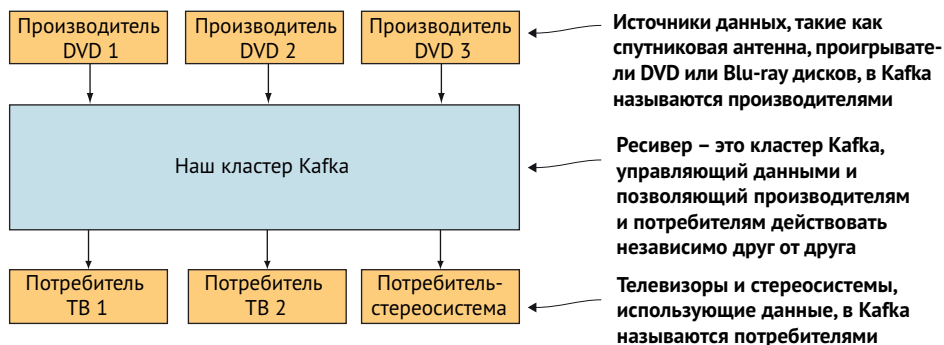 Производитель
DVD 1
Производитель
DVD 2
Производитель
DVD 3
Источники данных, такие как
спутниковая антенна, проигрывате-
ли DVD или Blu-ray дисков, в Kafka
называются производителями
Наш кластер Kafka
Ресивер – это кластер Kafka,
управляющий данными и
позволяющий производителям
и потребителям действовать
независимо друг от друга
Потребитель
ТВ 1
Потребитель
ТВ 2
Потребитель-
стереосистема
Телевизоры и стереосистемы,
использующие данные, в Kafka
называются потребителями